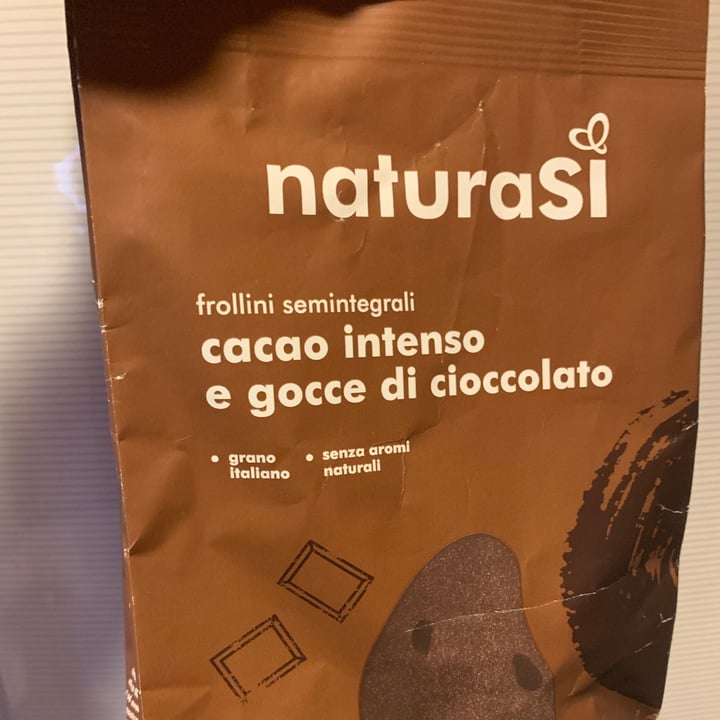 naturaSì
frollini semintegrali
cacao intenso
e gocce di cioccolato
• grano
italiano
• senza aromi
naturali